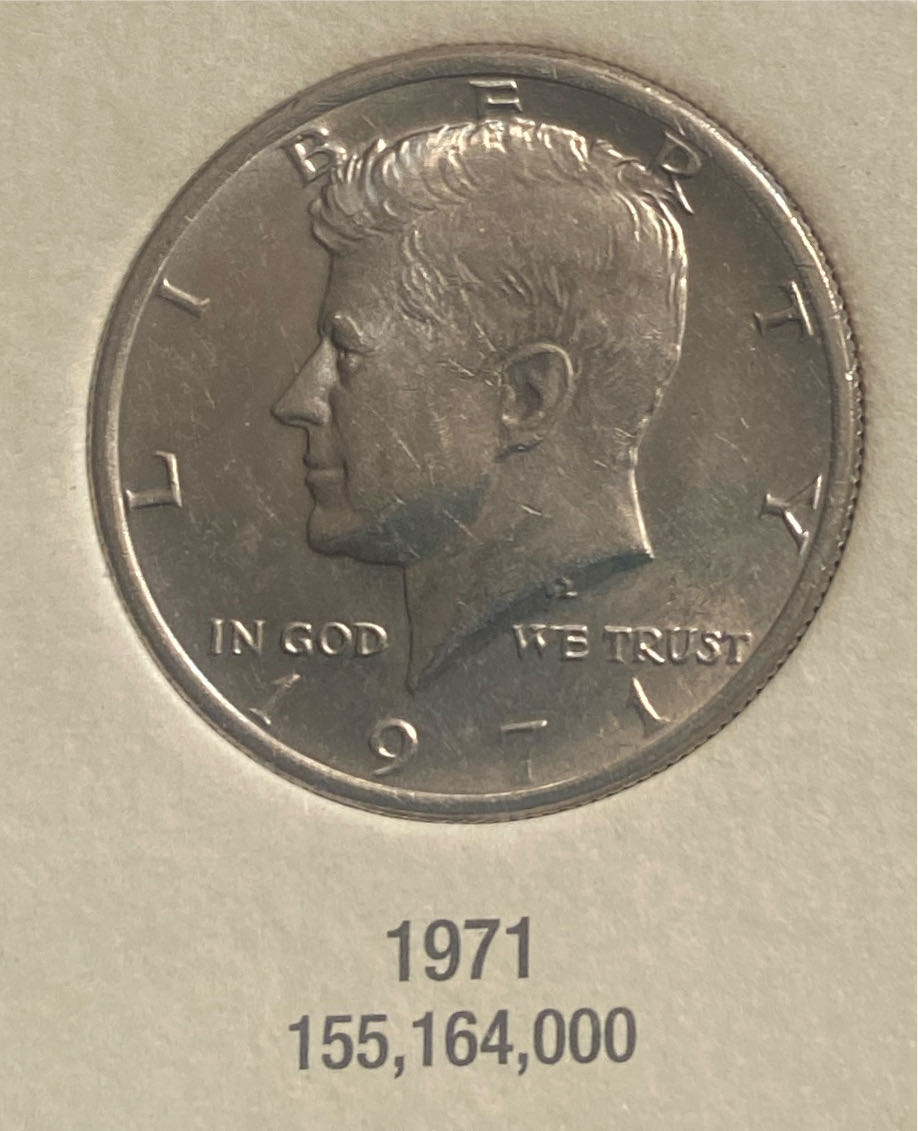 LIBERTY
IN GOD WE TRUST
1971
1971
155,164,000